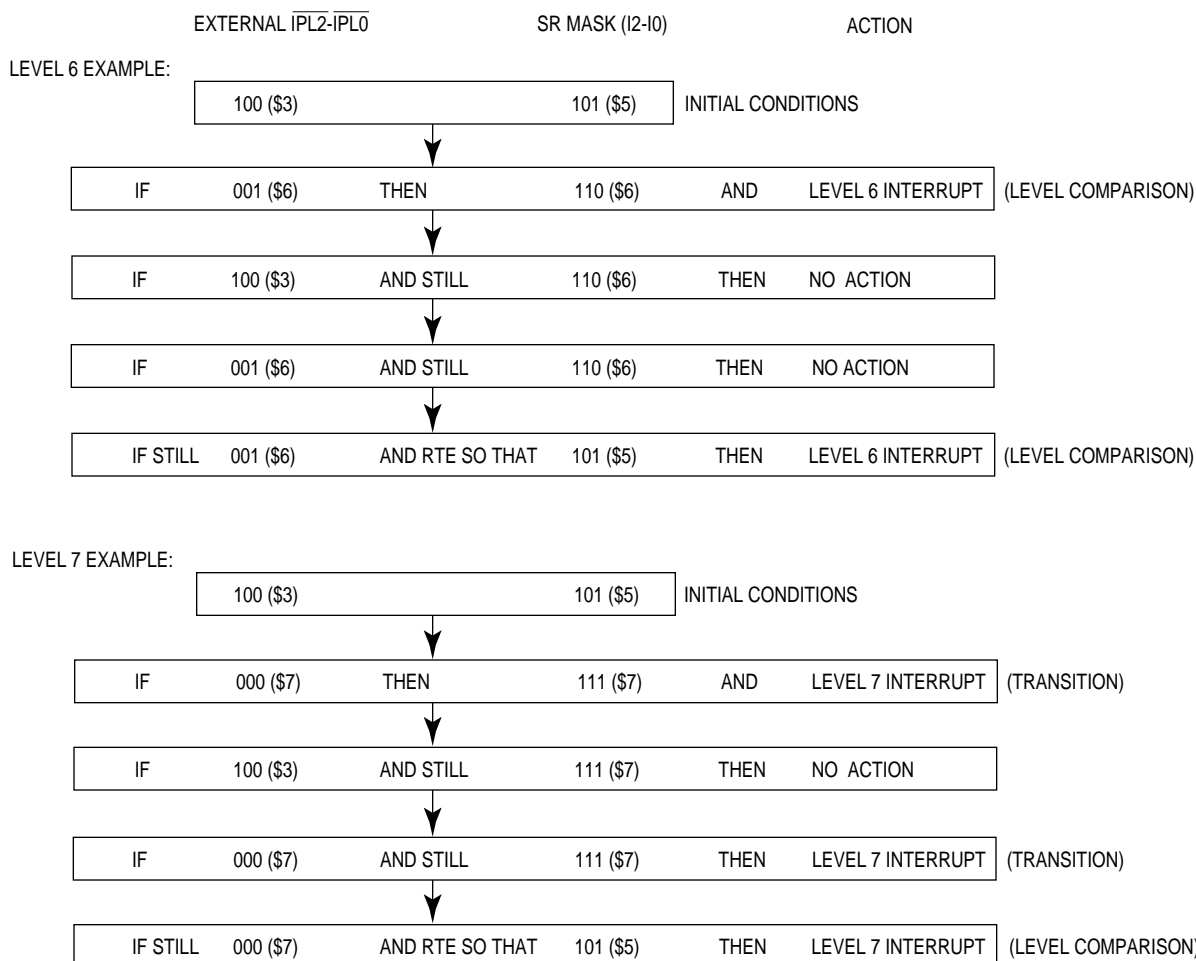 EXTERNAL IPL2-IPL0 SR MASK (I2-I0) ACTION
LEVEL 6 EXAMPLE:
100 ($3) 101 ($5) INITIAL CONDITIONS
IF 001 ($6) THEN 110 ($6) AND LEVEL 6 INTERRUPT (LEVEL COMPARISON)
IF 100 ($3) AND STILL 110 ($6) THEN NO ACTION
IF 001 ($6) AND STILL 110 ($6) THEN NO ACTION
IF STILL 001 ($6) AND RTE SO THAT 101 ($5) THEN LEVEL 6 INTERRUPT (LEVEL COMPARISON)
LEVEL 7 EXAMPLE:
100 ($3) 101 ($5) INITIAL CONDITIONS
IF 000 ($7) THEN 111 ($7) AND LEVEL 7 INTERRUPT (TRANSITION)
IF 100 ($3) AND STILL 111 ($7) THEN NO ACTION
IF 000 ($7) AND STILL 111 ($7) THEN LEVEL 7 INTERRUPT (TRANSITION)
IF STILL 000 ($7) AND RTE SO THAT 101 ($5) THEN LEVEL 7 INTERRUPT (LEVEL COMPARISON)